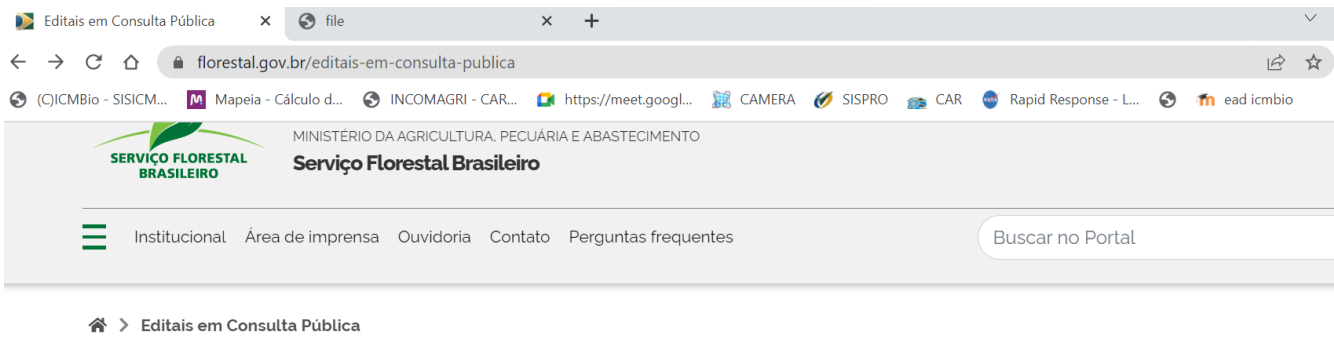 Editais em Consulta Pública
file
florestal.gov.br/editais-em-consulta-publica
(C)ICMBio - SISICM... Mapeia - Cálculo d... INCOMAGRI - CAR... https://meet.googl... CAMERA SISPRO CAR Rapid Response - L... ead icmbio
SERVIÇO FLORESTAL
BRASILEIRO
MINISTÉRIO DA AGRICULTURA, PECUÁRIA E ABASTECIMENTO
Serviço Florestal Brasileiro
Institucional Área de imprensa Ouvidoria Contato Perguntas frequentes Buscar no Portal
> Editais em Consulta Pública